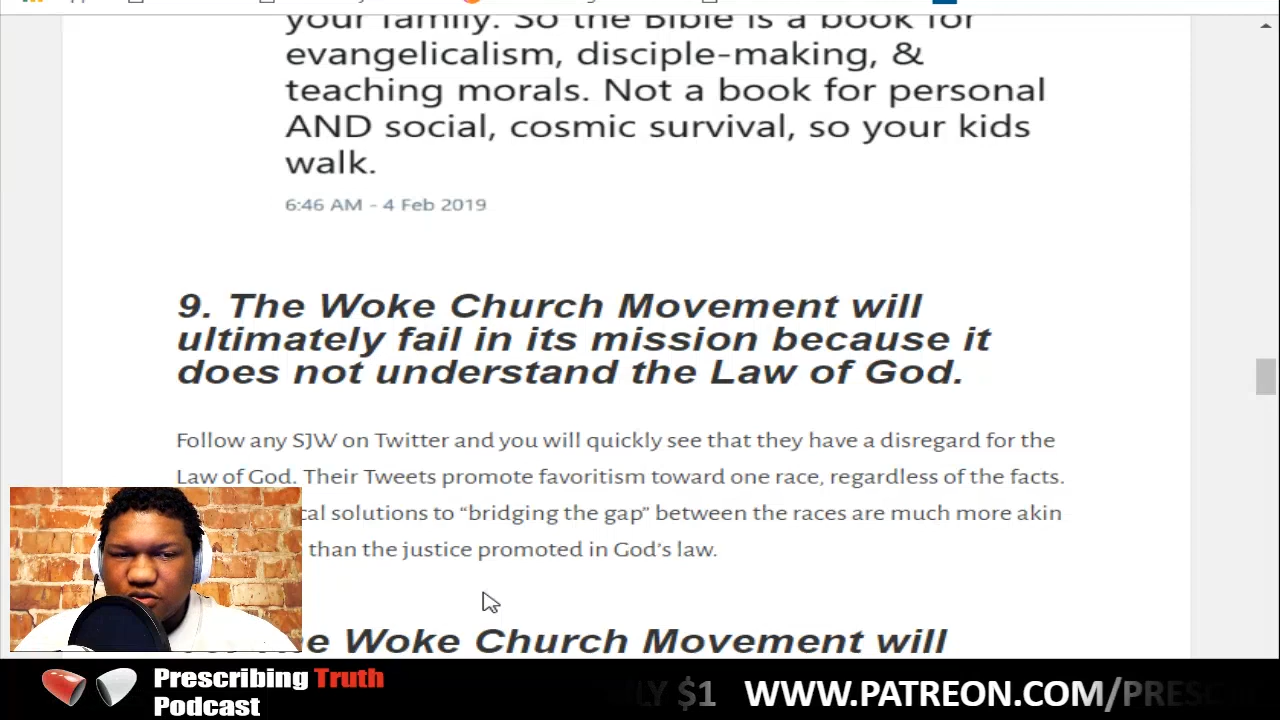 your family. So the Bible is a book for
evangelicalism, disciple-making, &
teaching morals. Not a book for personal
AND social, cosmic survival, so your kids
walk.
6:46 AM - 4 Feb 2019
9. The Woke Church Movement will
ultimately fail in its mission because it
does not understand the Law of God.
Follow any SJW on Twitter and you will quickly see that they have a disregard for the
Law of God. Their Tweets promote favoritism toward one race, regardless of the facts.
solutions to "bridging the gap" between the races are much more akin
than the justice promoted in God's law.
Woke Church Movement will
Prescribing Truth
Podcast
$1 WWW.PATREON.COM/